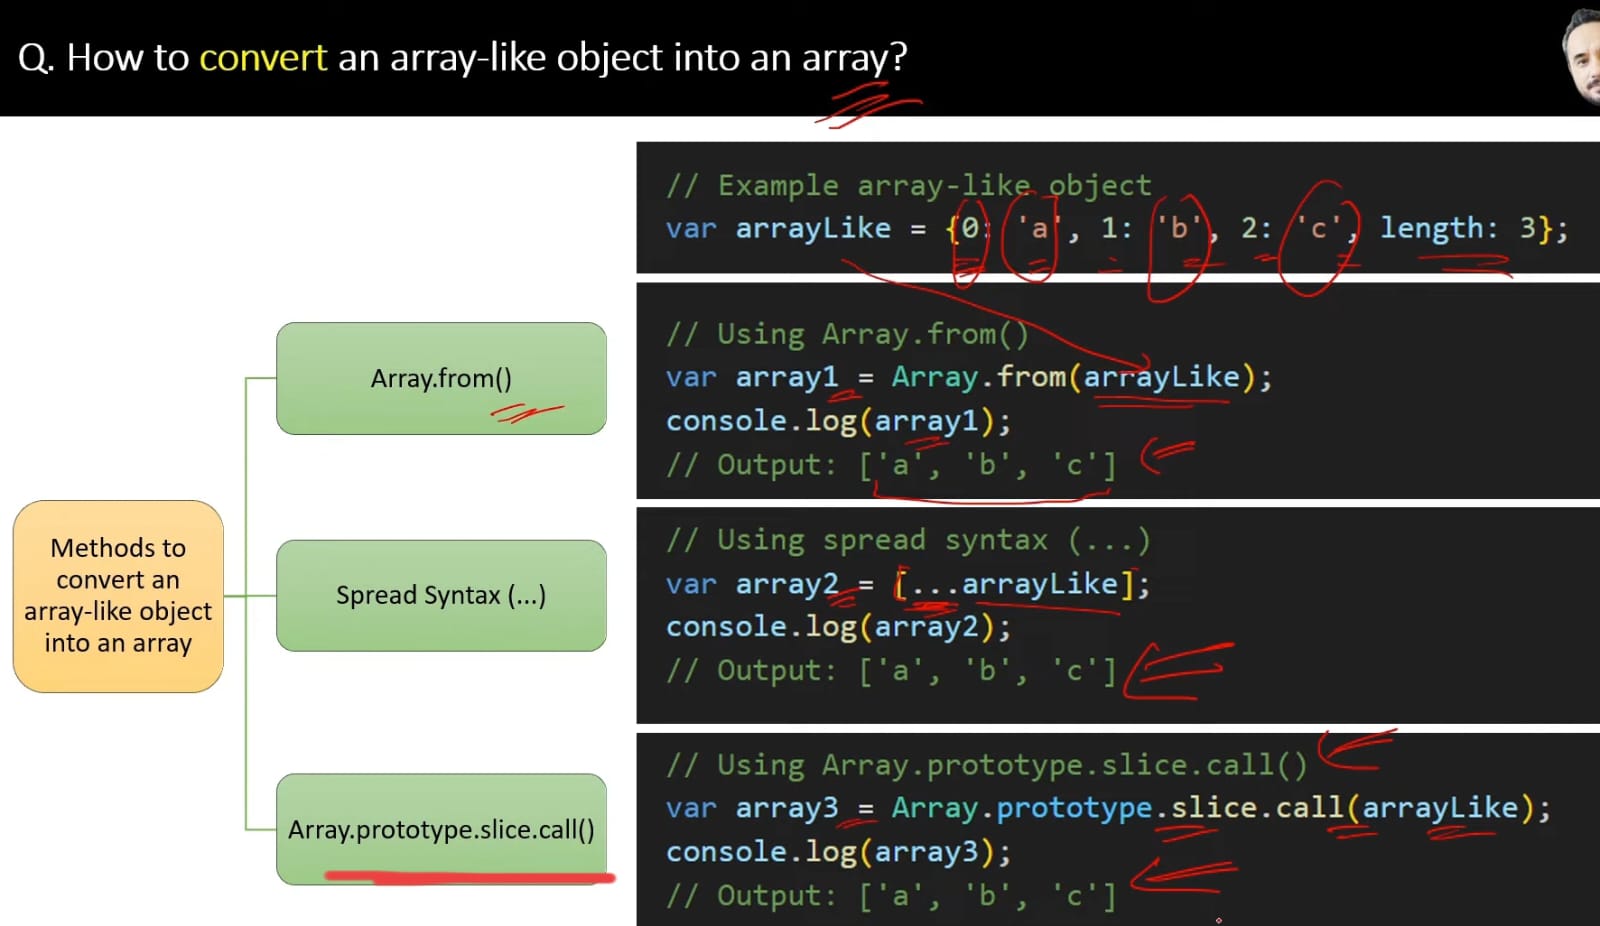 Q. How to convert an array-like object into an array?
// Example array-like object
var arrayLike = {0: 'a', 1: 'b', 2: 'c', length: 3};
Methods to
convert an
array-like object
into an array
Array.from()
// Using Array.from()
var array1 = Array.from(arrayLike);
console.log(array1);
// Output: ['a', 'b', 'c']
Spread Syntax (...)
// Using spread syntax (...)
var array2 = [...arrayLike];
console.log(array2);
// Output: ['a', 'b', 'c']
Array.prototype.slice.call()
// Using Array.prototype.slice.call()
var array3 = Array.prototype.slice.call(arrayLike);
console.log(array3);
// Output: ['a', 'b', 'c']